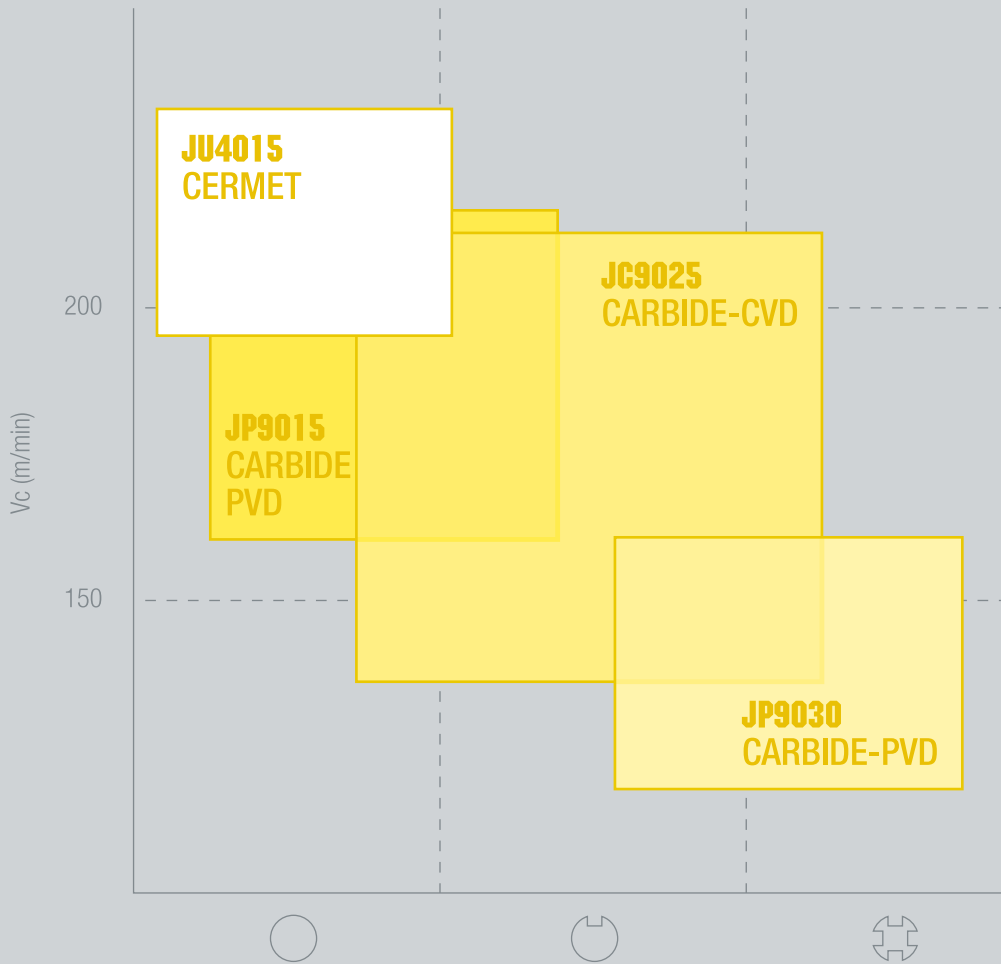 JU4015
CERMET
JC9025
CARBIDE-CVD
200
JP9015
CARBIDE
PVD
Vc (m/min)
150
JP9030
CARBIDE-PVD